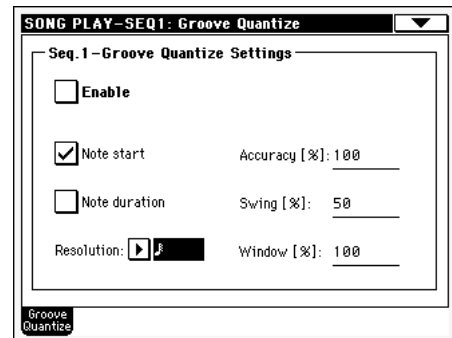 SONG PLAY-SEQ1: Groove Quantize
Seq.1-Groove Quantize Settings
Enable
Note start
Accuracy [%]: 100
Note duration
Swing [%]: 50
Resolution:
Window [%]: 100
Groove
Quantize